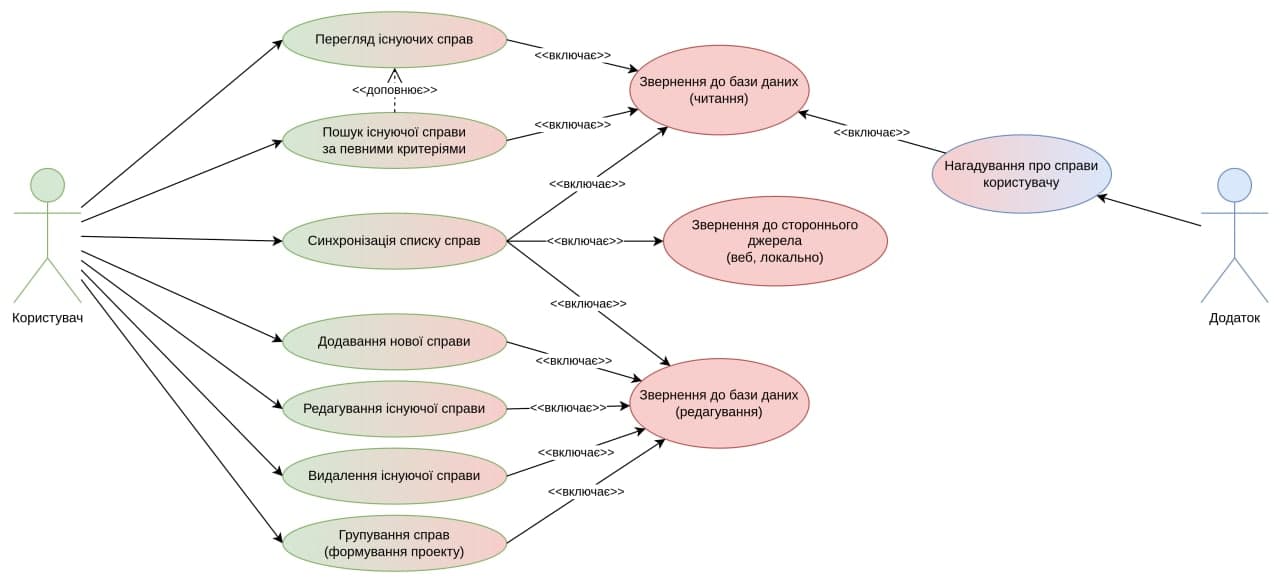 Перегляд існуючих справ
<<включає>>
<<доповнює>>
Звернення до бази даних
(читання)
Пошук існуючої справи
за певними критеріями
<<включає>>
<<включає>>
Нагадування про справи
користувачу
<<включає>>
Синхронізація списку справ
<<включає>>
Звернення до стороннього
джерела
(веб, локально)
<<включає>>
Користувач
Додаток
Додавання нової справи
<<включає>>
Редагування існуючої справи
<<включає>>
Звернення до бази даних
(редагування)
Видалення існуючої справи
<<включає>>
<<включає>>
Групування справ
(формування проекту)